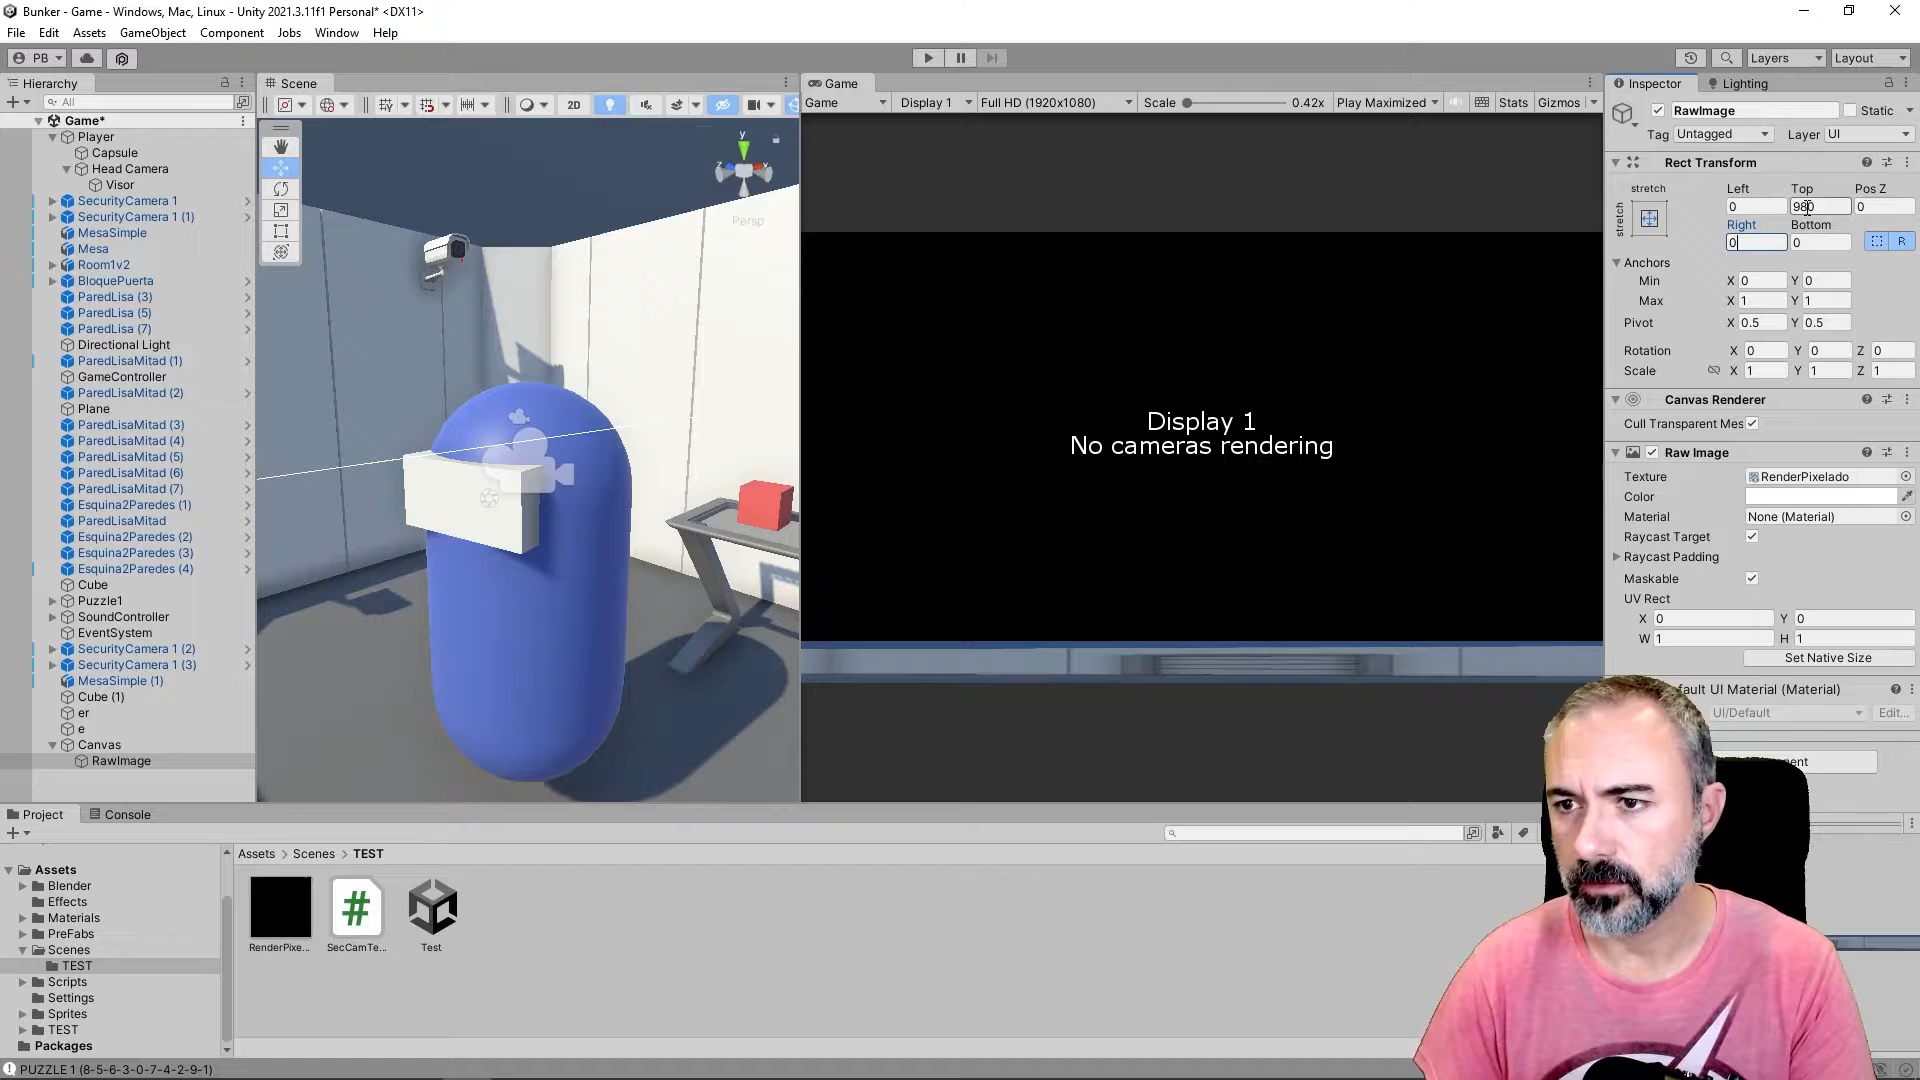 Bunker - Game - Windows, Mac, Linux - Unity 2021.3.11f1 Personal* <DX11>
File Edit Assets GameObject Component Jobs Window Help
PB Layers Layout
Hierarchy
All
Game*
Player
Capsule
Head Camera
Visor
SecurityCamera 1
SecurityCamera 1 (1)
MesaSimple
Mesa
Room1v2
BloquePuerta
ParedLisa (3)
ParedLisa (5)
ParedLisa (7)
Directional Light
ParedLisaMitad (1)
GameController
ParedLisaMitad (2)
Plane
ParedLisaMitad (3)
ParedLisaMitad (4)
ParedLisaMitad (5)
ParedLisaMitad (6)
ParedLisaMitad (7)
Esquina2Paredes (1)
ParedLisaMitad
Esquina2Paredes (2)
Esquina2Paredes (3)
Esquina2Paredes (4)
Cube
Puzzle1
SoundController
EventSystem
SecurityCamera 1 (2)
SecurityCamera 1 (3)
MesaSimple (1)
Cube (1)
er
e
Canvas
RawImage
Scene
2D
y
z x
Persp
Game
Game Display 1 Full HD (1920x1080) Scale 0.42x Play Maximized Stats Gizmos
Display 1
No cameras rendering
Inspector Lighting
RawImage Static
Tag Untagged Layer UI
Rect Transform
stretch Left Top Pos Z
stretch 0 980 0
Right Bottom
0 0 R
Anchors
Min X 0 Y 0
Max X 1 Y 1
Pivot X 0.5 Y 0.5
Rotation X 0 Y 0 Z 0
Scale X 1 Y 1 Z 1
Canvas Renderer
Cull Transparent Mes
Raw Image
Texture RenderPixelado
Color
Material None (Material)
Raycast Target
Raycast Padding
Maskable
UV Rect
X 0 Y 0
W 1 H 1
Set Native Size
fault UI Material (Material)
UI/Default Edit...
nent
Project Console
Assets
Blender
Effects
Materials
PreFabs
Scenes
TEST
Scripts
Settings
Sprites
TEST
Packages
Assets > Scenes > TEST
RenderPixe... SecCamTe... Test
PUZZLE 1 (8-5-6-3-0-7-4-2-9-1)